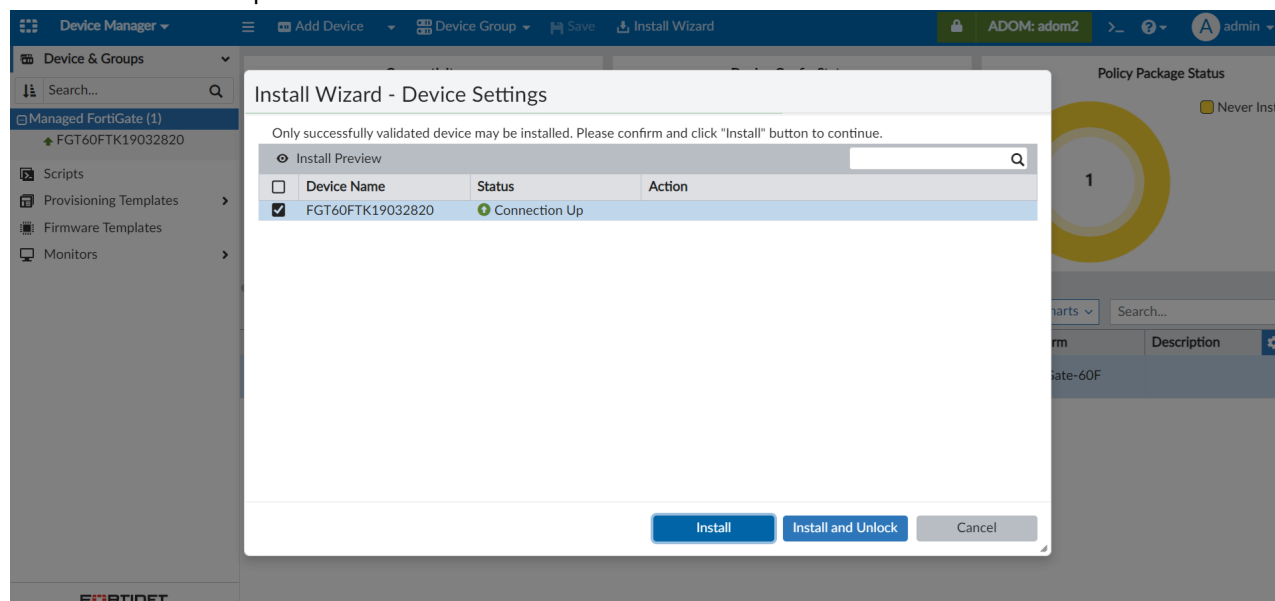 Device Manager
Add Device
Device Group
Save
Install Wizard
ADOM: adom2
>_
A admin
Device & Groups
Search...
Managed FortiGate (1)
FGT60FTK19032820
Scripts
Provisioning Templates
Firmware Templates
Monitors
Policy Package Status
Never Inst
1
Install Wizard - Device Settings
Only successfully validated device may be installed. Please confirm and click "Install" button to continue.
Install Preview
Device Name Status Action
FGT60FTK19032820 Connection Up
Install Install and Unlock Cancel
harts Search...
rm Description
Gate-60F